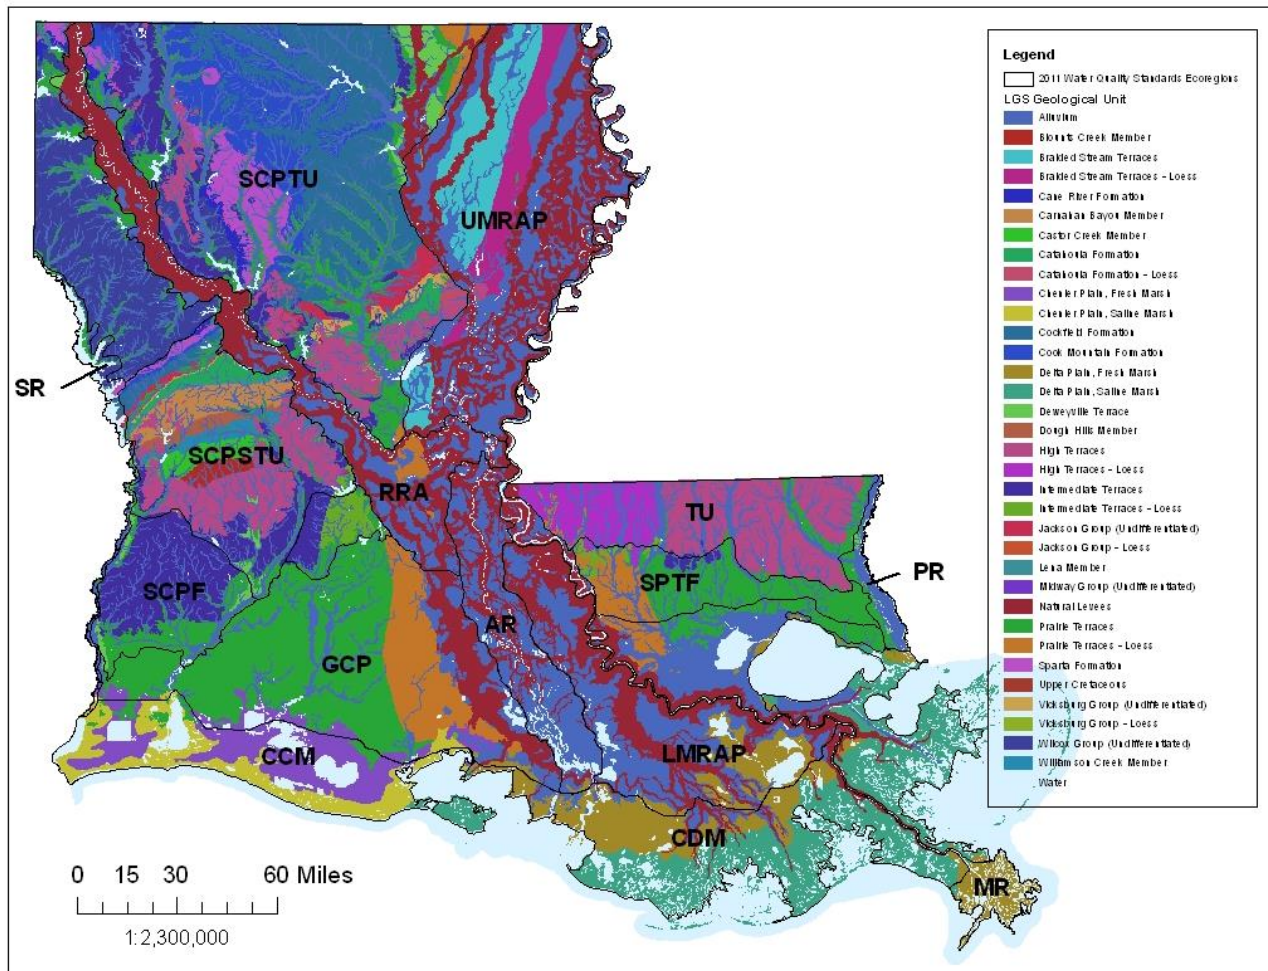 Legend
2011 Water Quality Standards Ecoregions
LGS Geological Unit
Alluvium
Blounts Creek Member
Braided Stream Terraces
Braided Stream Terraces - Loess
Cane River Formation
Carnahan Bayou Member
Castor Creek Member
Catahoula Formation
Catahoula Formation - Loess
Chenier Plain, Fresh Marsh
Chenier Plain, Saline Marsh
Cockfield Formation
Cook Mountain Formation
Delta Plain, Fresh Marsh
Delta Plain, Saline Marsh
Deweyville Terrace
Dough Hills Member
High Terraces
High Terraces - Loess
Intermediate Terraces
Intermediate Terraces - Loess
Jackson Group (Undifferentiated)
Jackson Group - Loess
Lena Member
Midway Group (Undifferentiated)
Natural Levees
Prairie Terraces
Prairie Terraces - Loess
Sparta Formation
Upper Cretaceous
Vicksburg Group (Undifferentiated)
Vicksburg Group - Loess
Wilcox Group (Undifferentiated)
Williamson Creek Member
Water
SCPTU
UMRAP
SR
SCPSTU
RRA
TU
SCPF
SPTF
PR
AR
GCP
CCM
LMRAP
CDM
MR
0 15 30 60 Miles
1:2,300,000